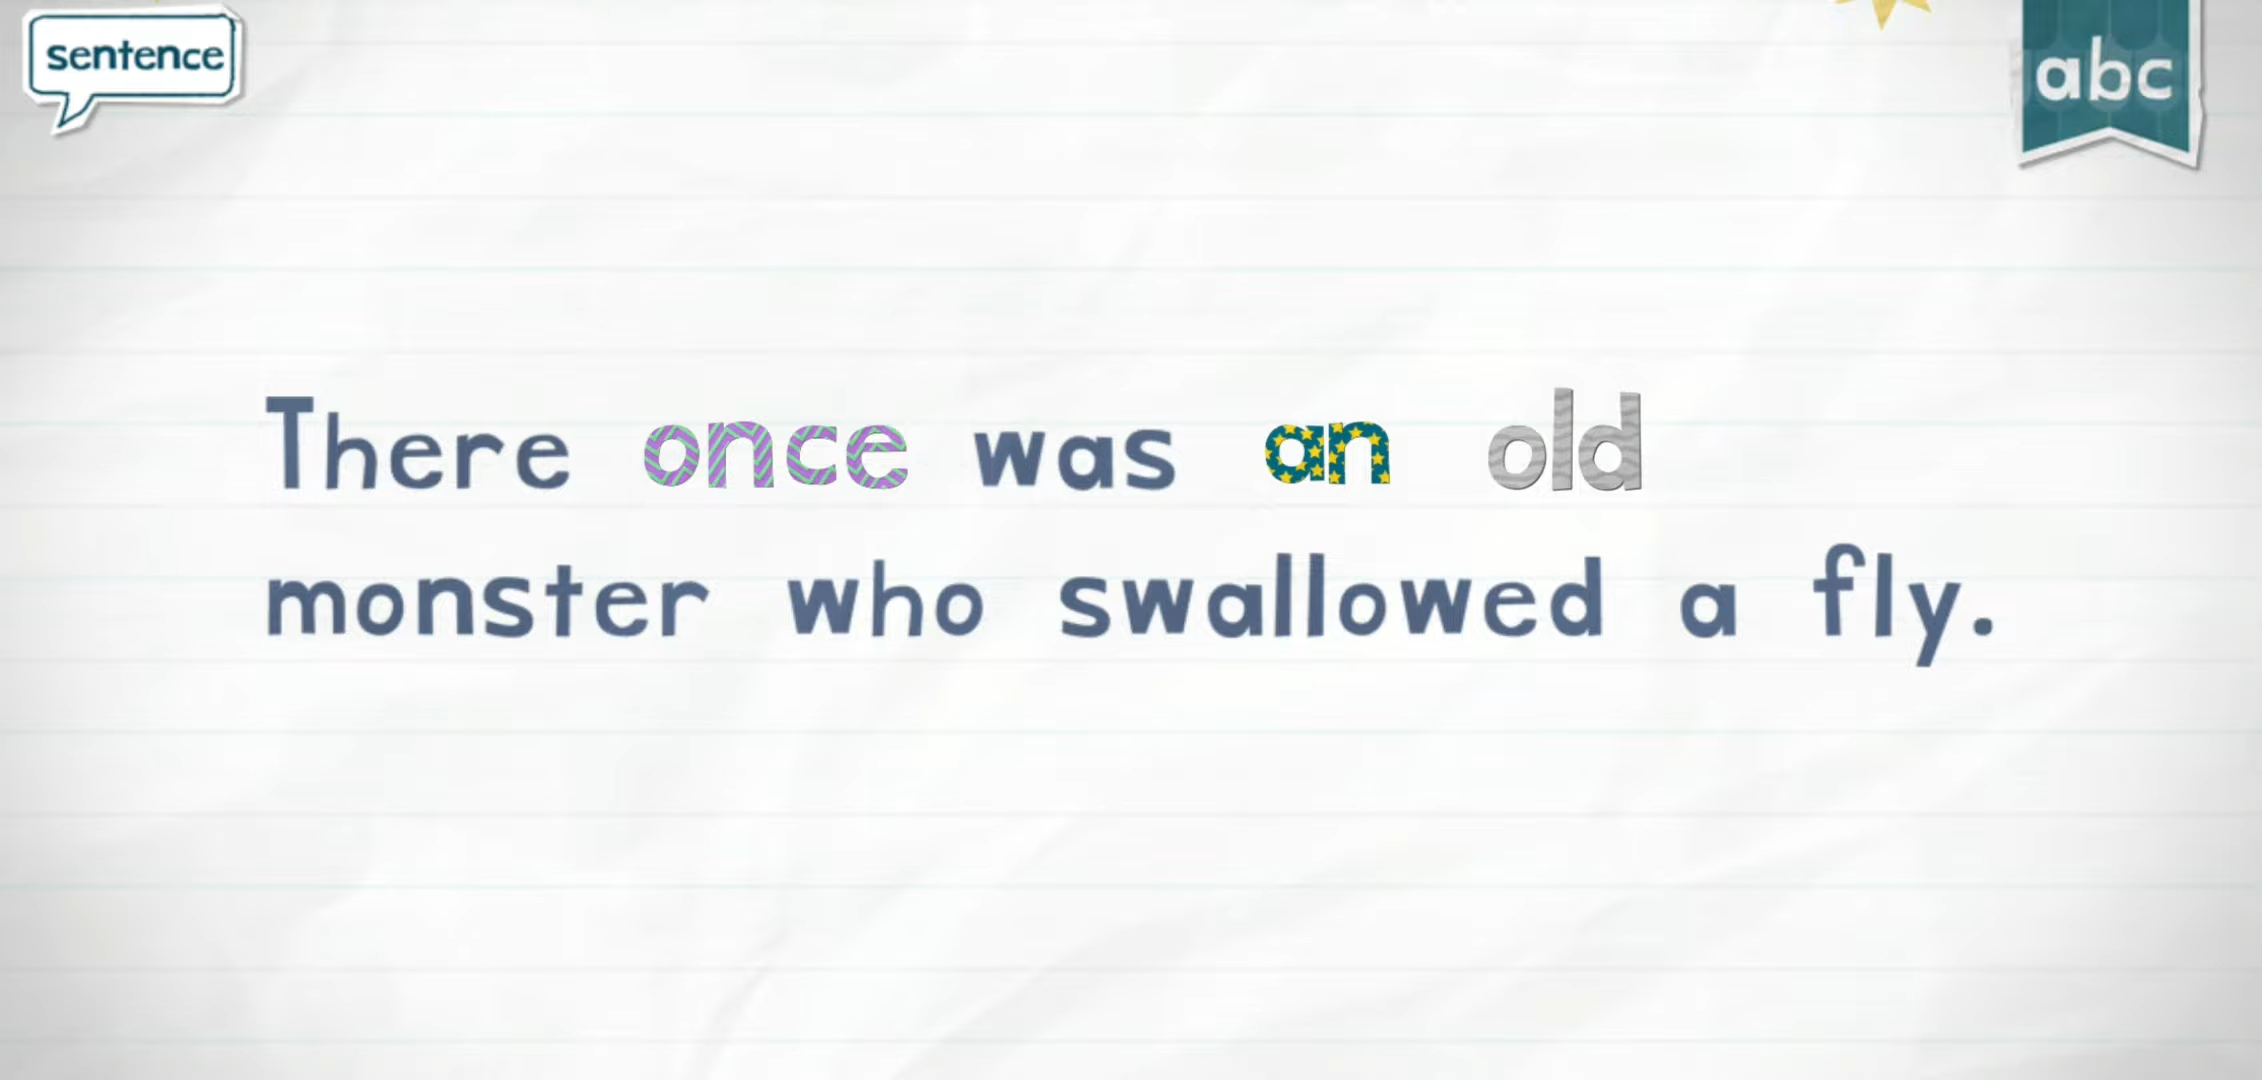 sentence
abc
There once was an old
monster who swallowed a fly.